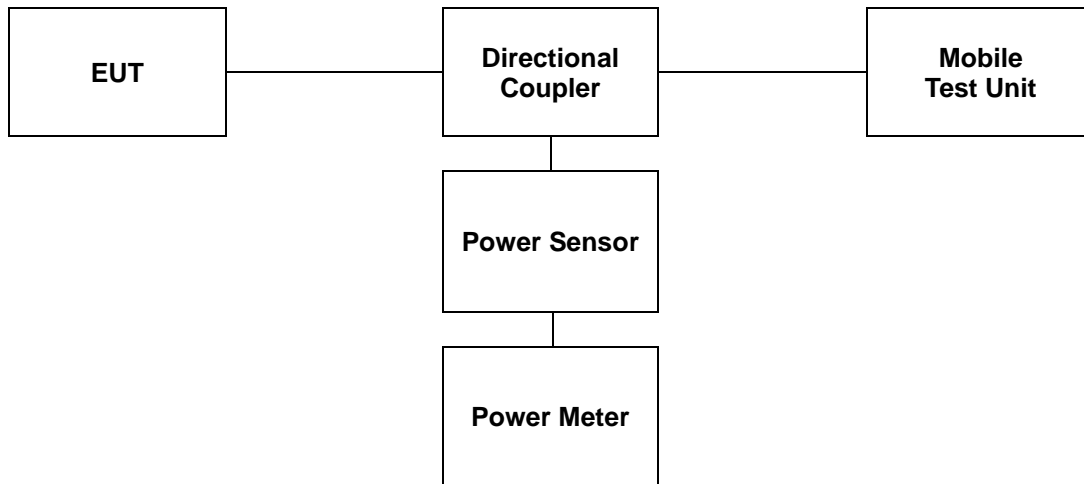 EUT
Directional
Coupler
Mobile
Test Unit
Power Sensor
Power Meter